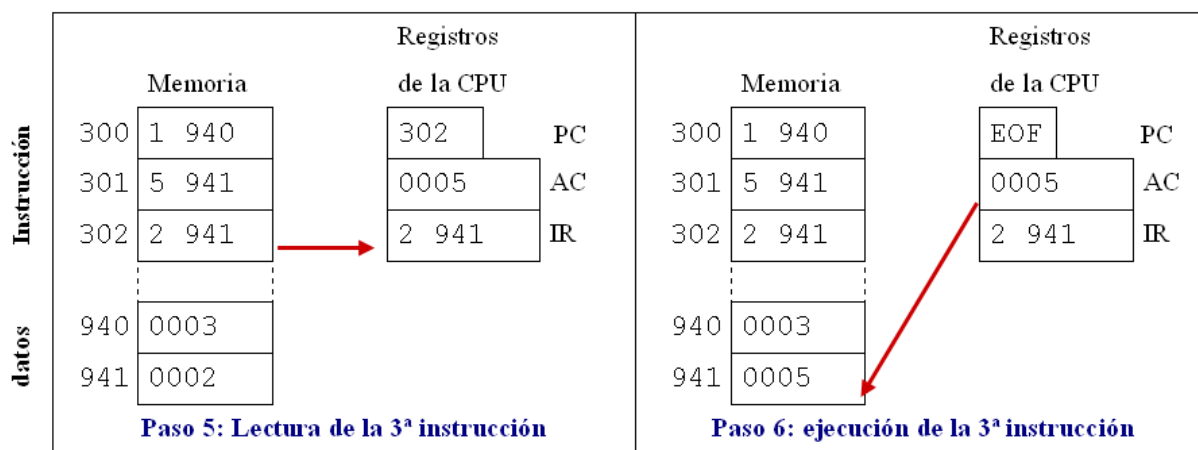 Registros
Memoria de la CPU
Instrucción
300 1 940 302 PC
301 5 941 0005 AC
302 2 941 2 941 IR
datos
940 0003
941 0002
Paso 5: Lectura de la 3ª instrucción
Registros
Memoria de la CPU
300 1 940 EOF PC
301 5 941 0005 AC
302 2 941 2 941 IR
940 0003
941 0005
Paso 6: ejecución de la 3ª instrucción